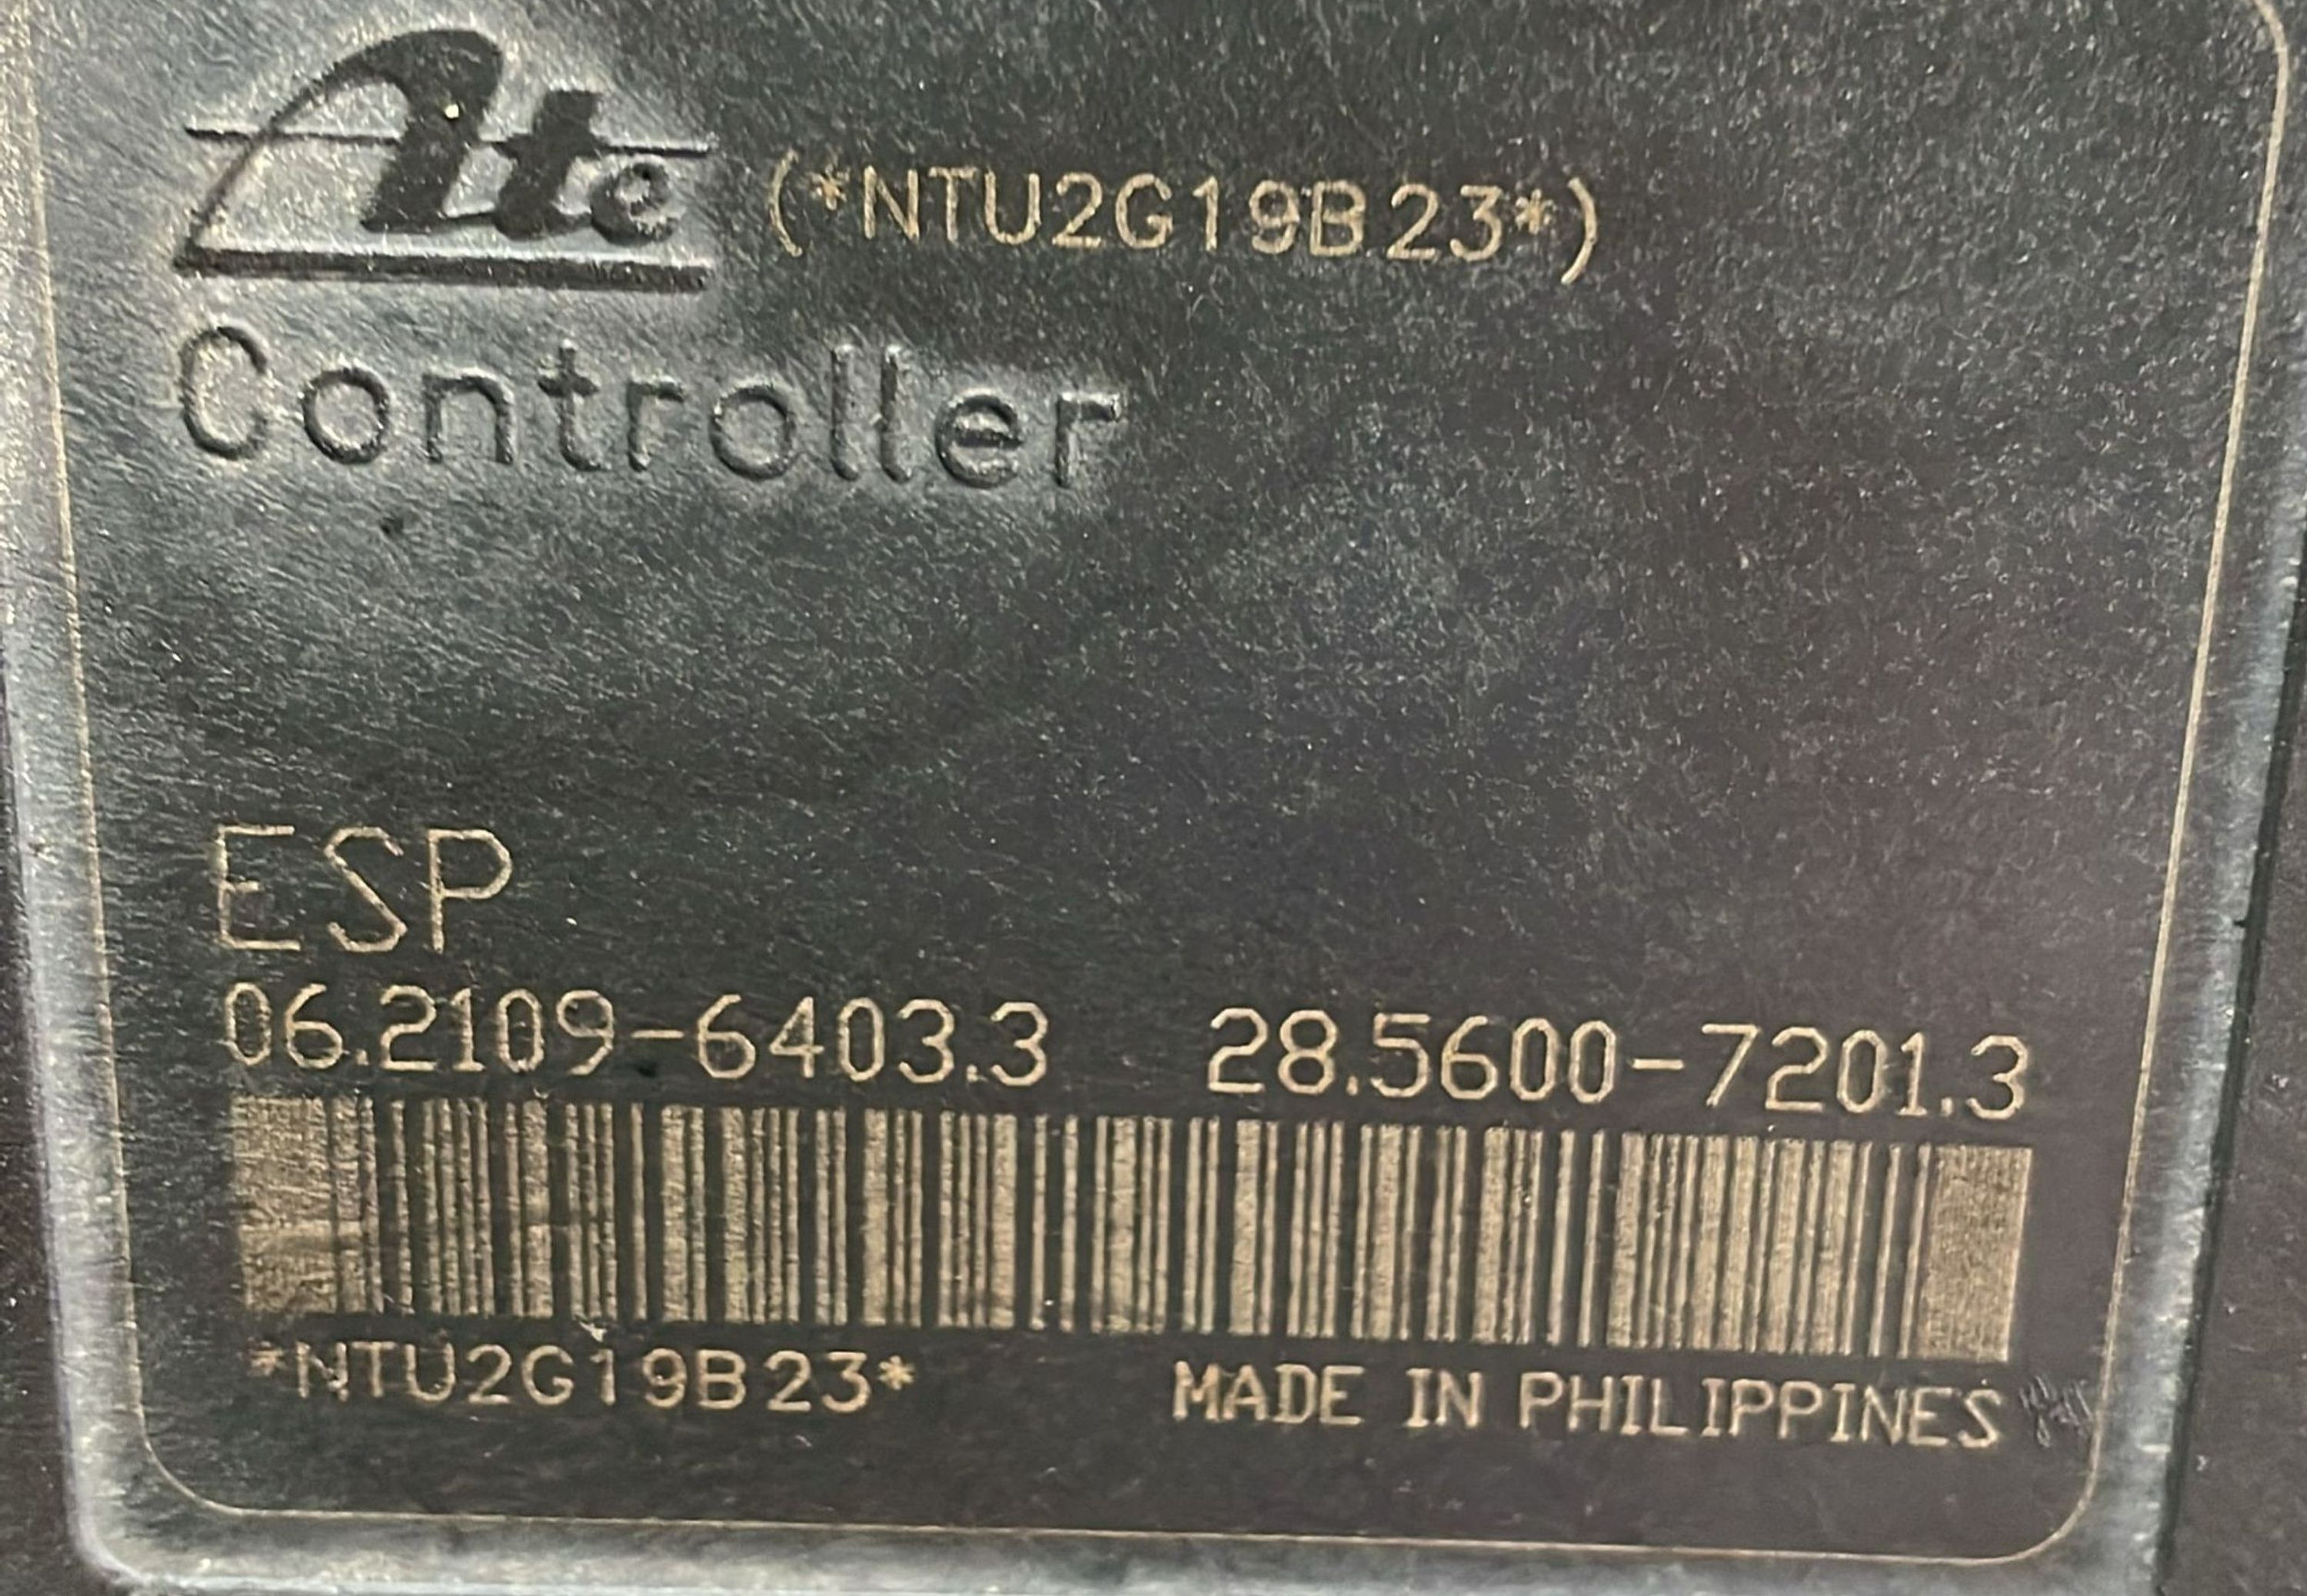 Ate (*NTU2G19B23*)
Controller
ESP
06.2109-6403.3 28.5600-7201.3
*NTU2G19B23* MADE IN PHILIPPINES